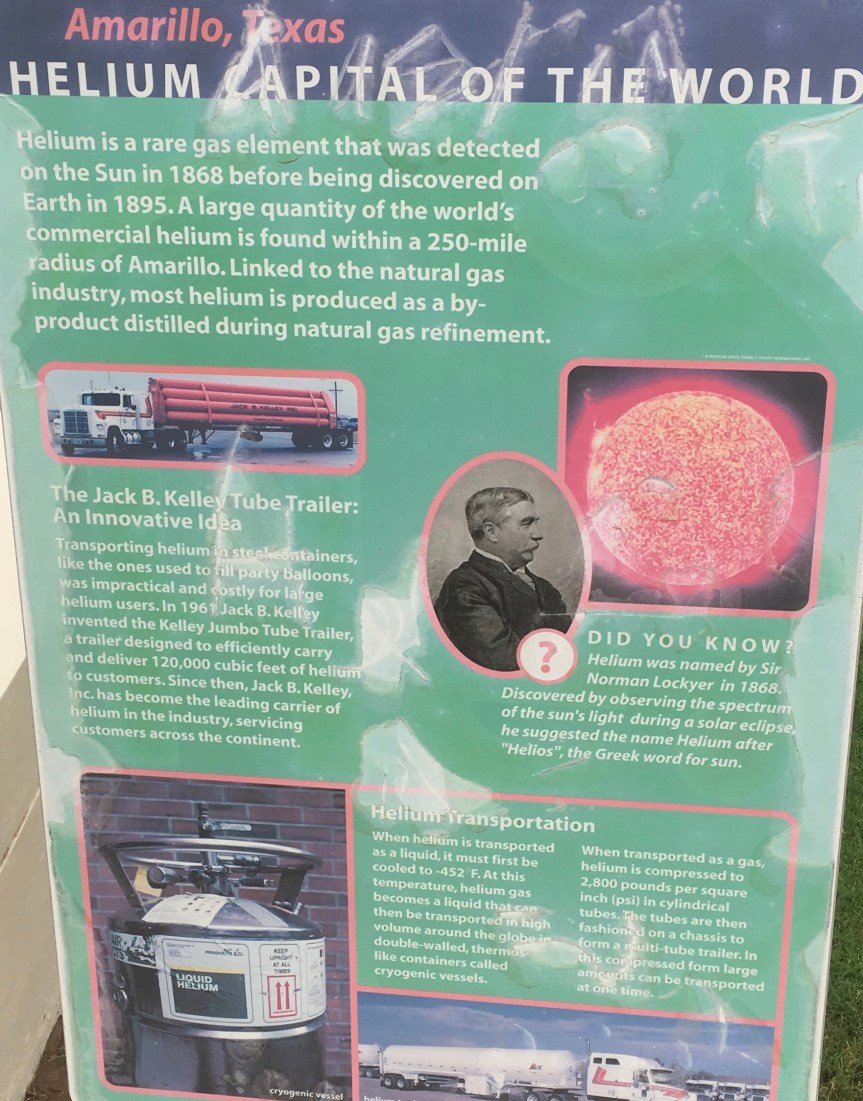 Amarillo, Texas
HELIUM CAPITAL OF THE WORLD
Helium is a rare gas element that was detected
on the Sun in 1868 before being discovered on
Earth in 1895. A large quantity of the world's
commercial helium is found within a 250-mile
radius of Amarillo. Linked to the natural gas
industry, most helium is produced as a by-
product distilled during natural gas refinement.
JACK B. KELLEY INC.
The Jack B. Kelley Tube Trailer:
An Innovative Idea
Transporting helium in steel containers,
like the ones used to fill party balloons,
was impractical and costly for large
helium users. In 1961 Jack B. Kelley
invented the Kelley Jumbo Tube Trailer,
a trailer designed to efficiently carry
and deliver 120,000 cubic feet of helium
to customers. Since then, Jack B. Kelley,
Inc. has become the leading carrier of
helium in the industry, servicing
customers across the continent.
?
DID YOU KNOW?
Helium was named by Sir
Norman Lockyer in 1868.
Discovered by observing the spectrum
of the sun's light during a solar eclipse,
he suggested the name Helium after
"Helios", the Greek word for sun.
Helium Transportation
When helium is transported
as a liquid, it must first be
cooled to -452°F. At this
temperature, helium gas
becomes a liquid that can
then be transported in high
volume around the globe in
double-walled, thermos-
like containers called
cryogenic vessels.
When transported as a gas,
helium is compressed to
2,800 pounds per square
inch (psi) in cylindrical
tubes. The tubes are then
fashioned on a chassis to
form a multi-tube trailer. In
this compressed form large
amounts can be transported
at one time.
PRODUCTS
LIQUID
HELIUM
KEEP
UPRIGHT
AT ALL
TIMES
cryogenic vessel